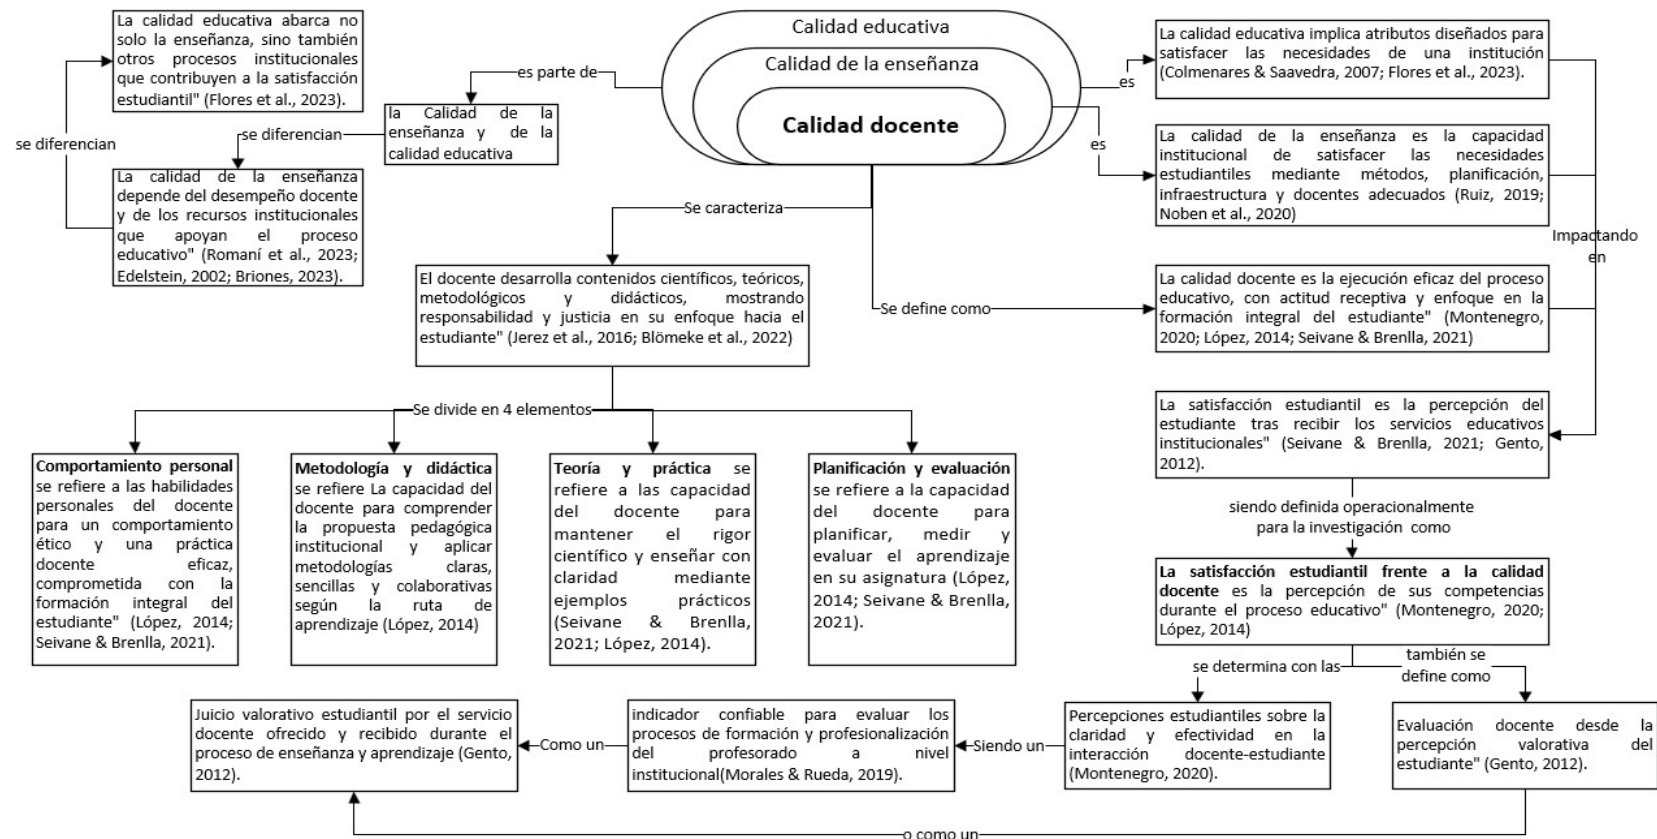 Calidad educativa
Calidad de la enseñanza
Calidad docente
es parte de
la Calidad de la
enseñanza y de la
calidad educativa
se diferencian
La calidad de la enseñanza
depende del desempeño docente
y de los recursos institucionales
que apoyan el proceso
educativo" (Romaní et al., 2023;
Edelstein, 2002; Briones, 2023).
se diferencian
La calidad educativa abarca no
solo la enseñanza, sino también
otros procesos institucionales
que contribuyen a la satisfacción
estudiantil" (Flores et al., 2023).
es
La calidad educativa implica atributos diseñados para
satisfacer las necesidades de una institución
(Colmenares & Saavedra, 2007; Flores et al., 2023).
es
La calidad de la enseñanza es la capacidad
institucional de satisfacer las necesidades
estudiantiles mediante métodos, planificación,
infraestructura y docentes adecuados (Ruiz, 2019;
Noben et al., 2020)
Se define como
La calidad docente es la ejecución eficaz del proceso
educativo, con actitud receptiva y enfoque en la
formación integral del estudiante" (Montenegro,
2020; López, 2014; Seivane & Brenlla, 2021)
Impactando
en
Se caracteriza
El docente desarrolla contenidos científicos, teóricos,
metodológicos y didácticos, mostrando
responsabilidad y justicia en su enfoque hacia el
estudiante" (Jerez et al., 2016; Blömeke et al., 2022)
Se divide en 4 elementos
Comportamiento personal
se refiere a las habilidades
personales del docente
para un comportamiento
ético y una práctica
docente eficaz,
comprometida con la
formación integral del
estudiante" (López, 2014;
Seivane & Brenlla, 2021).
Metodología y didáctica
se refiere La capacidad del
docente para comprender
la propuesta pedagógica
institucional y aplicar
metodologías claras,
sencillas y colaborativas
según la ruta de
aprendizaje (López, 2014)
Teoría y práctica se
refiere a las capacidad
del docente para
mantener el rigor
científico y enseñar con
claridad mediante
ejemplos prácticos
(Seivane & Brenlla,
2021; López, 2014).
Planificación y evaluación
se refiere a la capacidad
del docente para
planificar, medir y
evaluar el aprendizaje
en su asignatura (López,
2014; Seivane & Brenlla,
2021).
La satisfacción estudiantil es la percepción del
estudiante tras recibir los servicios educativos
institucionales" (Seivane & Brenlla, 2021; Gento,
2012).
siendo definida operacionalmente
para la investigación como
La satisfacción estudiantil frente a la calidad
docente es la percepción de sus competencias
durante el proceso educativo" (Montenegro, 2020;
López, 2014)
se determina con las
también se
define como
Percepciones estudiantiles sobre la
claridad y efectividad en la
interacción docente-estudiante
(Montenegro, 2020).
Evaluación docente desde la
percepción valorativa del
estudiante" (Gento, 2012).
Siendo un
indicador confiable para evaluar los
procesos de formación y profesionalización
del profesorado a nivel
institucional(Morales & Rueda, 2019).
Como un
Juicio valorativo estudiantil por el servicio
docente ofrecido y recibido durante el
proceso de enseñanza y aprendizaje (Gento,
2012).
o como un